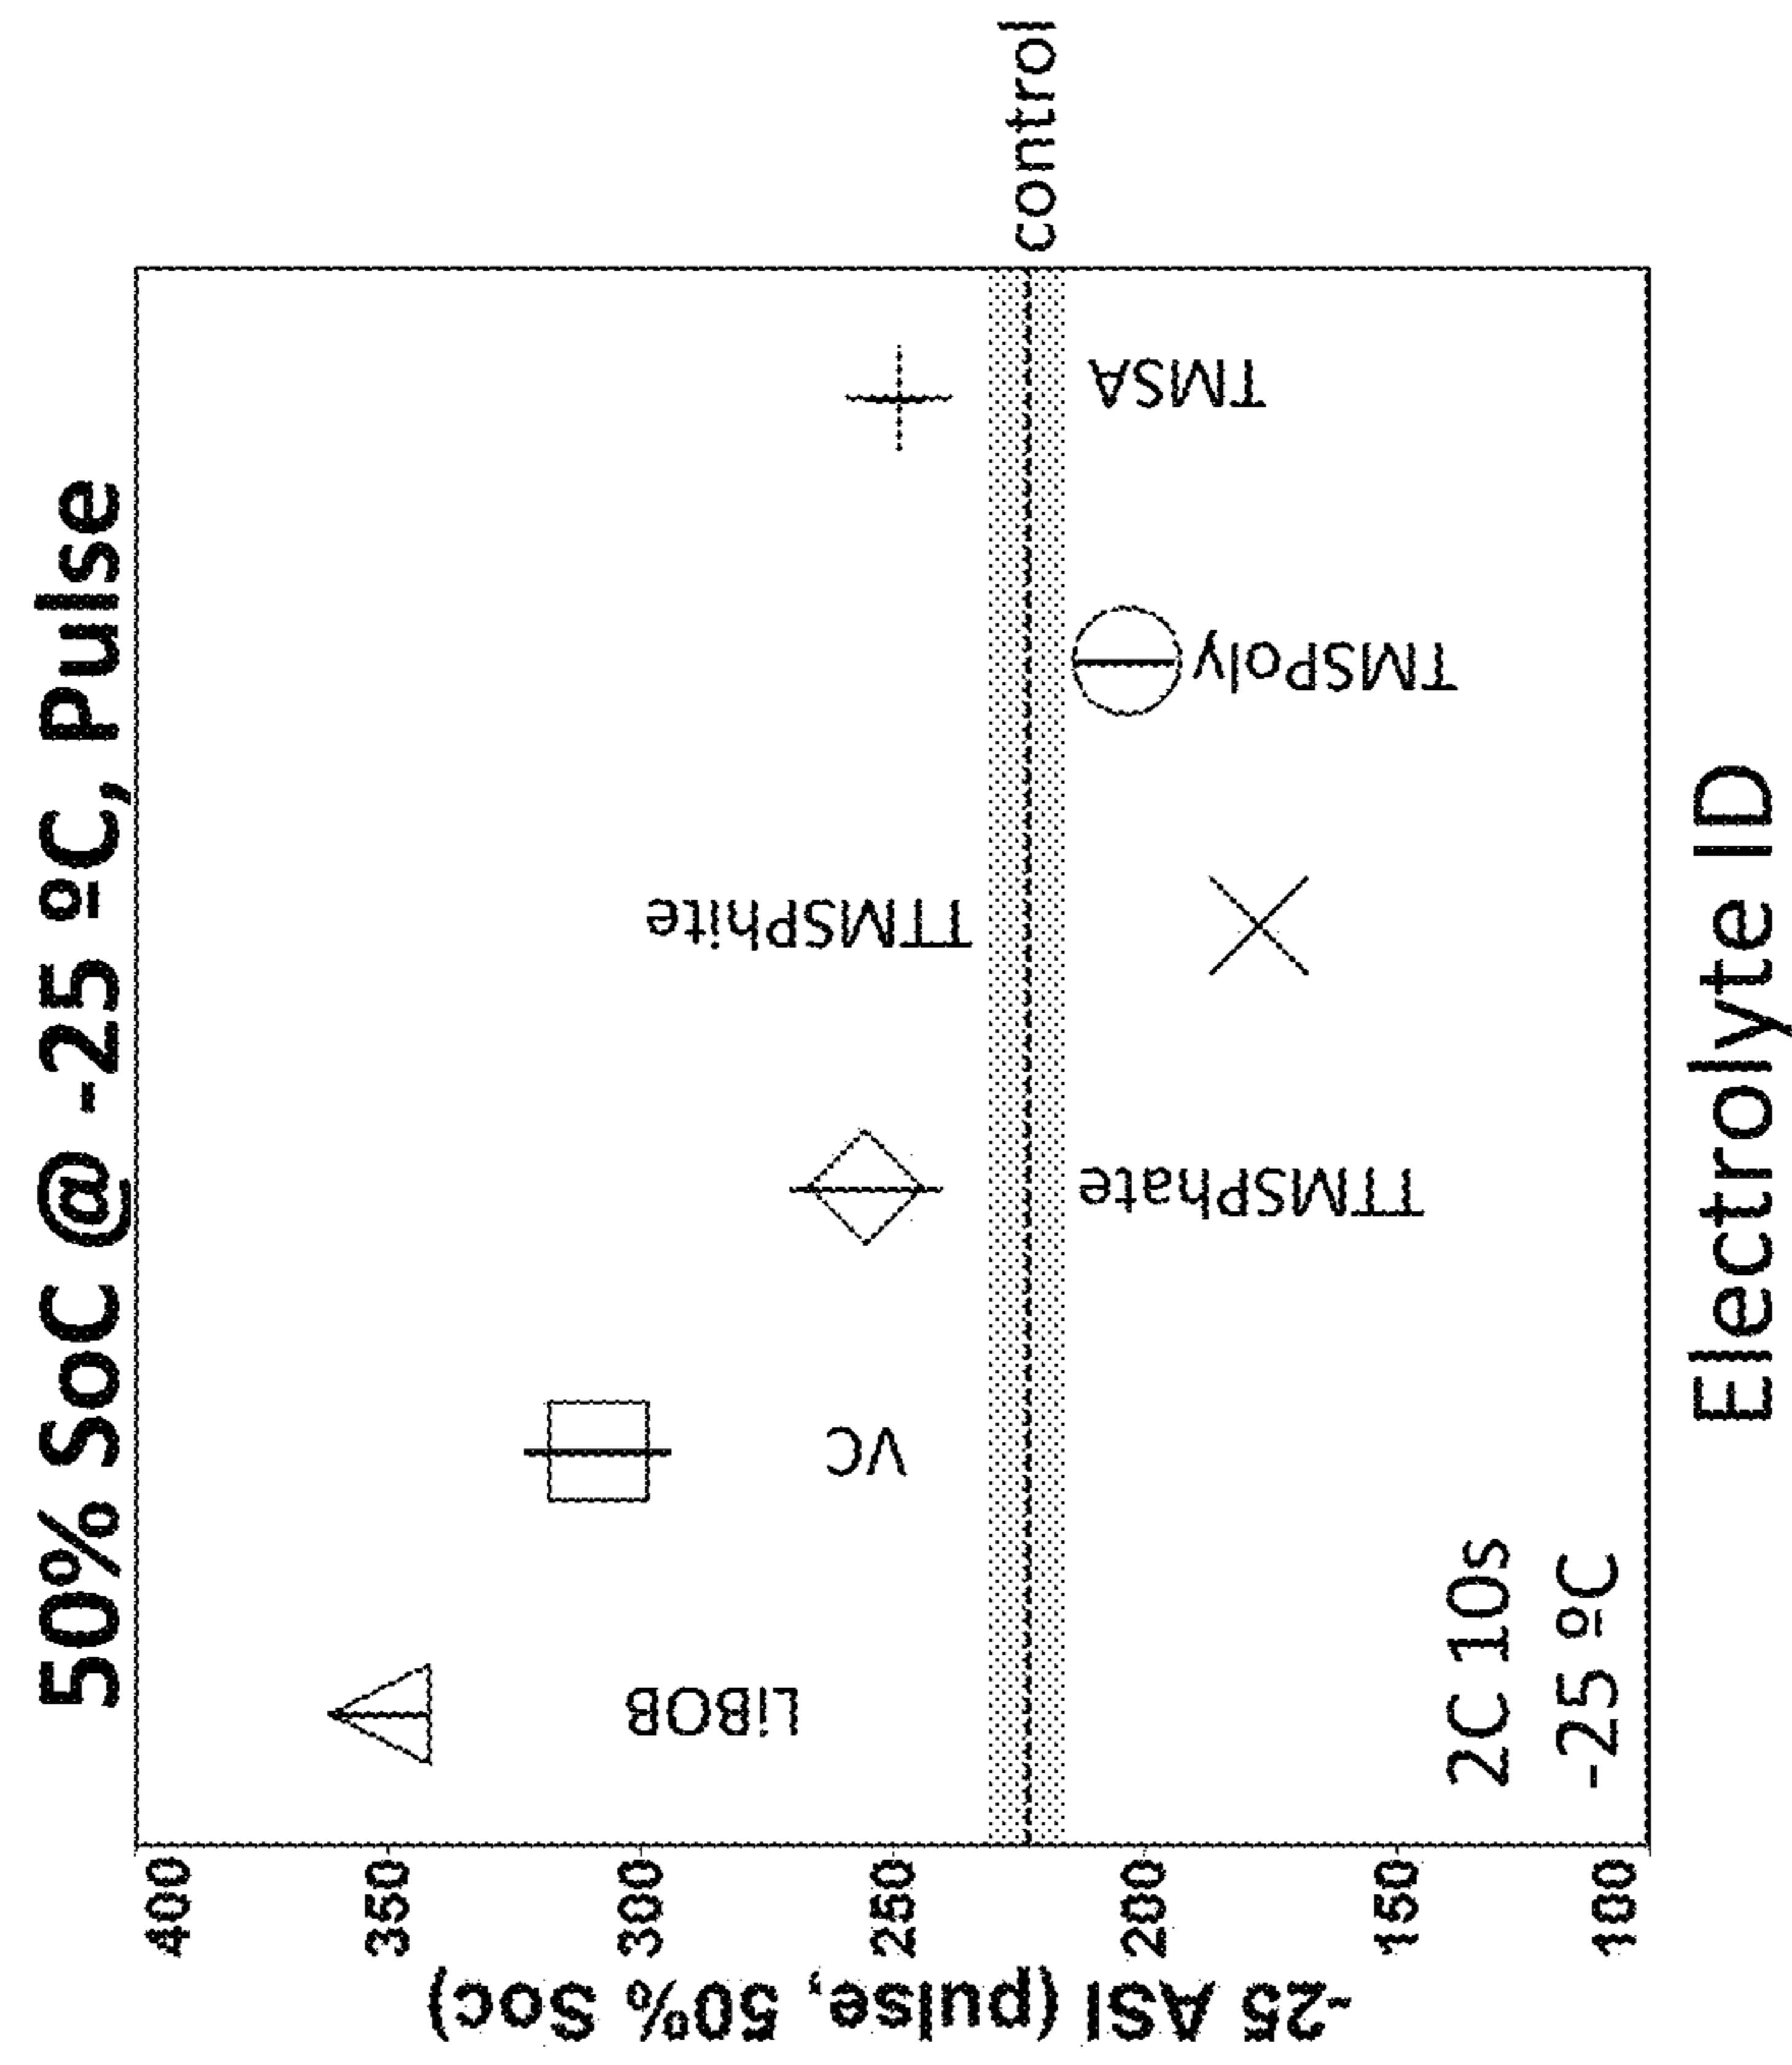 50% SoC @ -25 ºC, Pulse
-25 ASI (pulse, 50% Soc)
400
350
300
250
200
150
100
LiBOB
VC
TTMSPhate
TTMSPhite
TMSPoly
TMSA
control
2C 10s
-25 ºC
Electrolyte ID